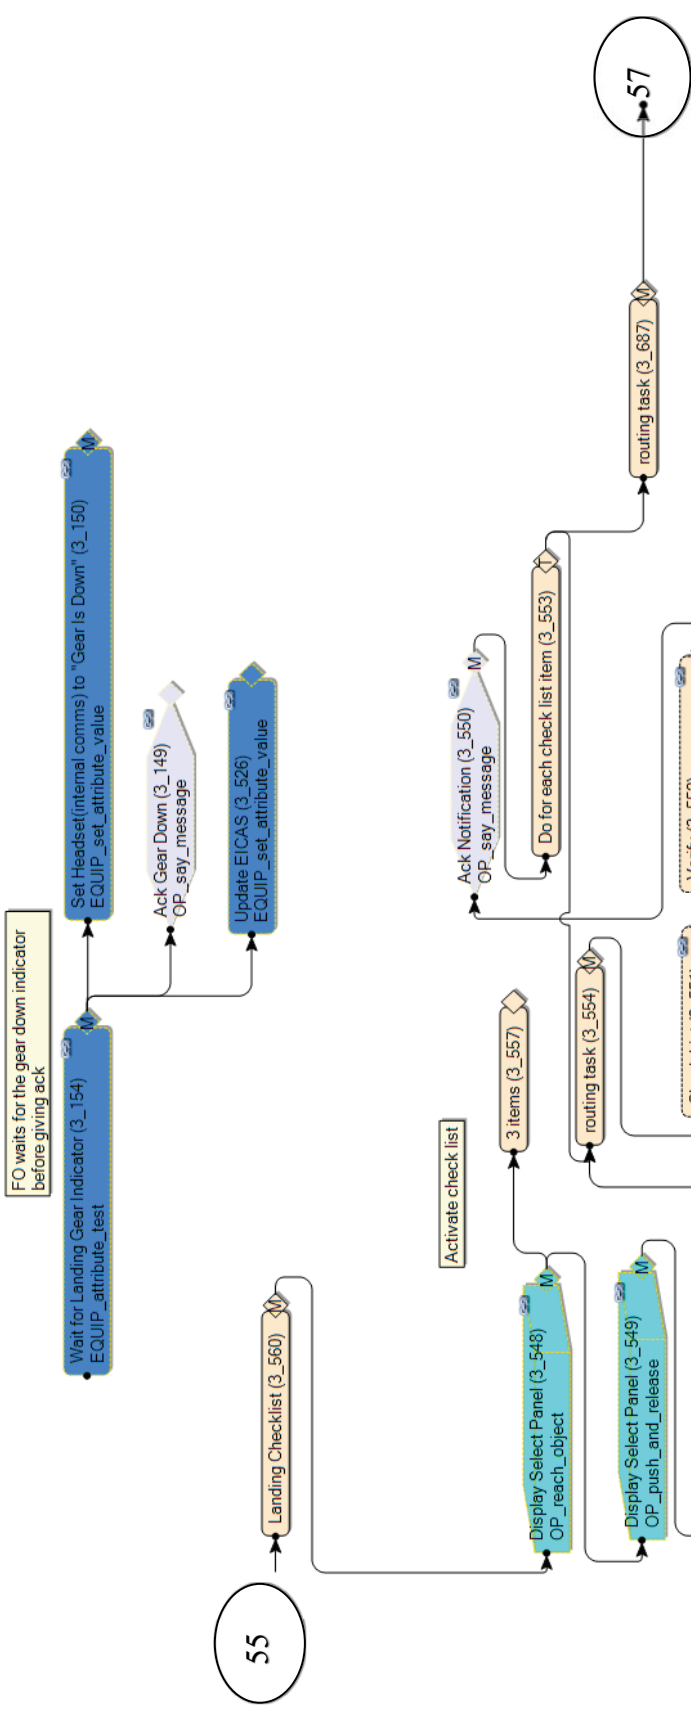 FO waits for the gear down indicator
before giving ack
Wait for Landing Gear Indicator (3_154)
EQUIP_attribute_test
M
Set Headset(internal comms) to "Gear Is Down" (3_150)
EQUIP_set_attribute_value
M
Ack Gear Down (3_149)
OP_say_message
Update EICAS (3_526)
EQUIP_set_attribute_value
55
Landing Checklist (3_560)
M
Activate check list
Display Select Panel (3_548)
OP_reach_object
M
3 items (3_557)
Ack Notification (3_550)
OP_say_message
M
Do for each check list item (3_553)
T
routing task (3_554)
M
Display Select Panel (3_549)
OP_push_and_release
M
routing task (3_687)
M
57